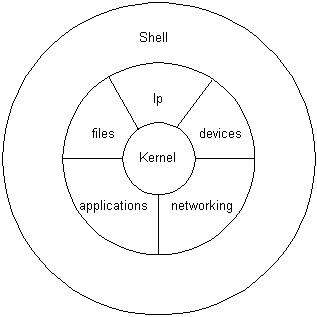 Shell
lp
files
devices
Kernel
applications
networking